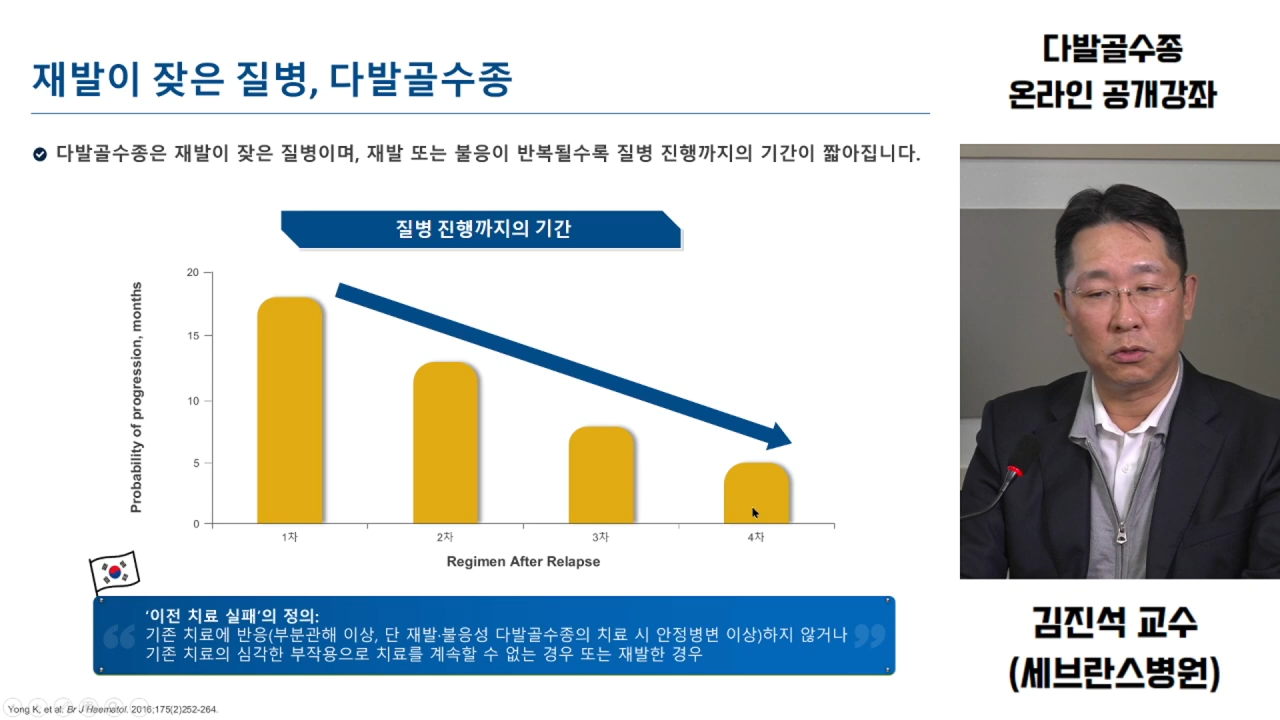 재발이 잦은 질병, 다발골수종
다발골수종은 재발이 잦은 질병이며, 재발 또는 불응이 반복될수록 질병 진행까지의 기간이 짧아집니다.
질병 진행까지의 기간
Probability of progression, months
20
15
10
5
0
1차
2차
3차
4차
Regimen After Relapse
‘이전 치료 실패’의 정의:
기존 치료에 반응(부분관해 이상, 단 재발·불응성 다발골수종의 치료 시 안정병변 이상)하지 않거나
기존 치료의 심각한 부작용으로 치료를 계속할 수 없는 경우 또는 재발한 경우
Yong K, et al. Br J Haematol. 2016;175(2)252-264.
다발골수종
온라인 공개강좌
김진석 교수
(세브란스병원)